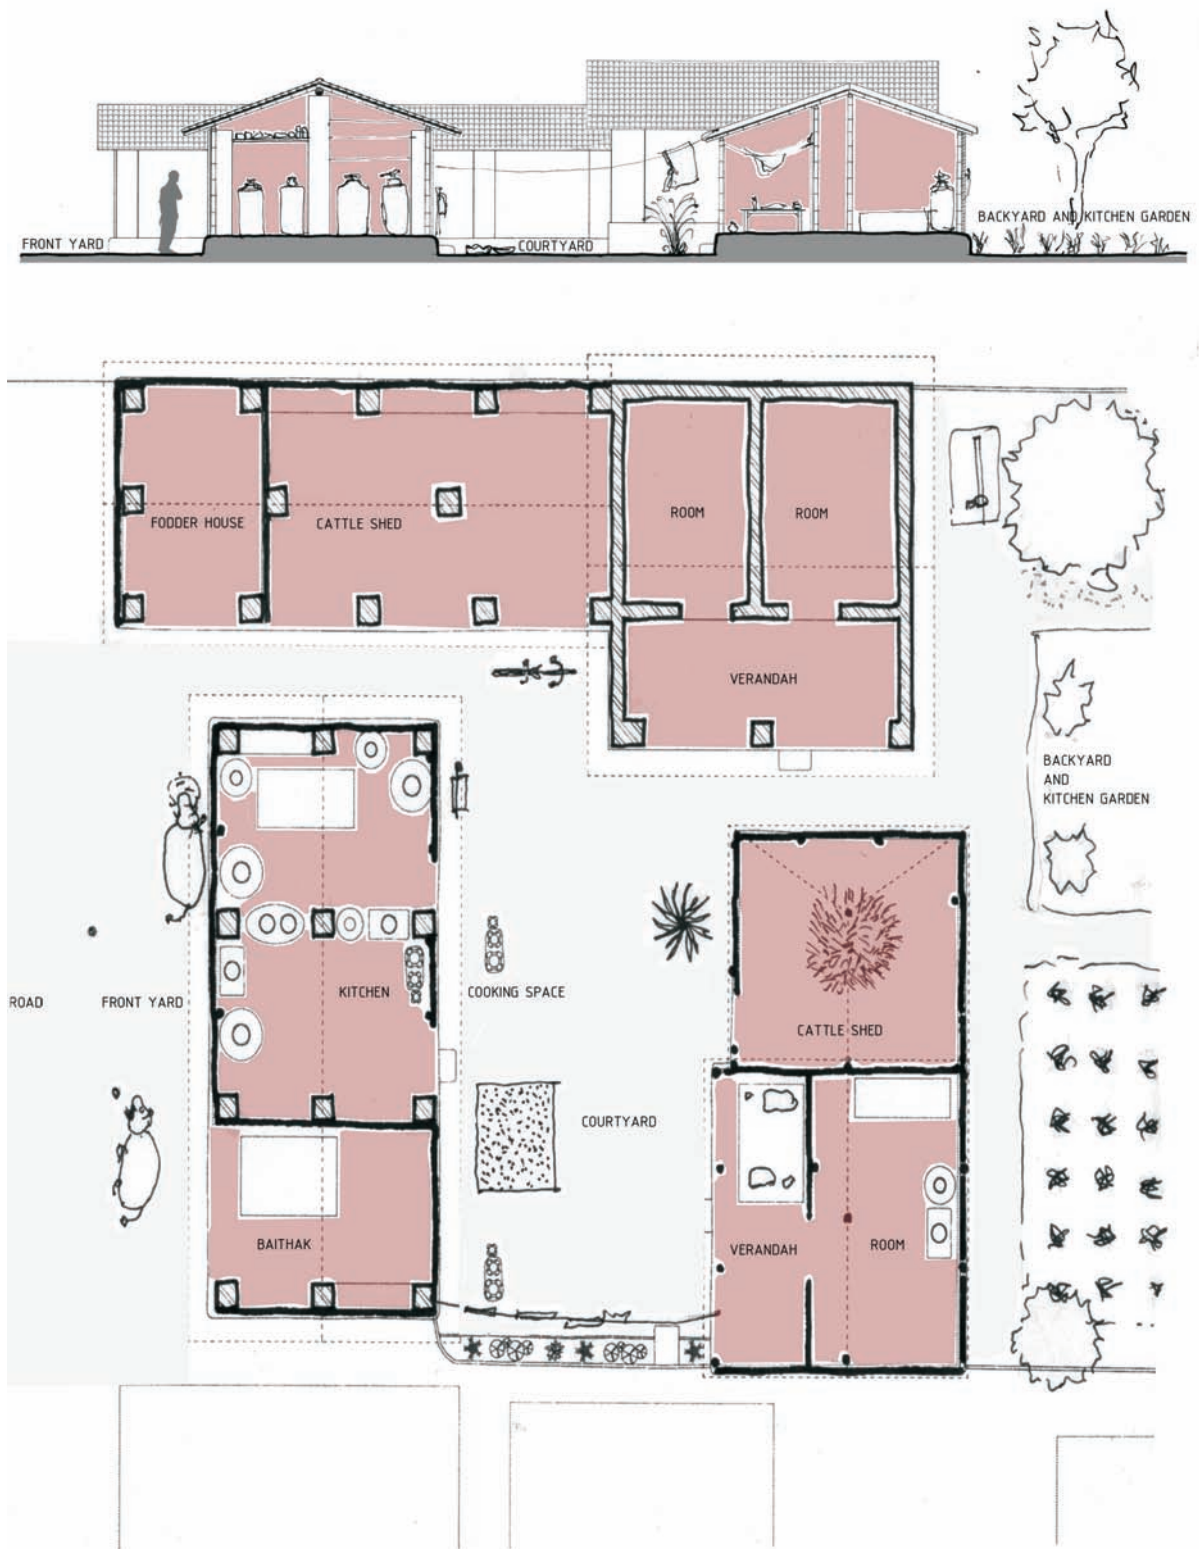 BACKYARD AND KITCHEN GARDEN
FRONT YARD
COURTYARD
FODDER HOUSE
CATTLE SHED
ROOM
ROOM
VERANDAH
BACKYARD
AND
KITCHEN GARDEN
ROAD
FRONT YARD
KITCHEN
COOKING SPACE
CATTLE SHED
COURTYARD
BAITHAK
VERANDAH
ROOM